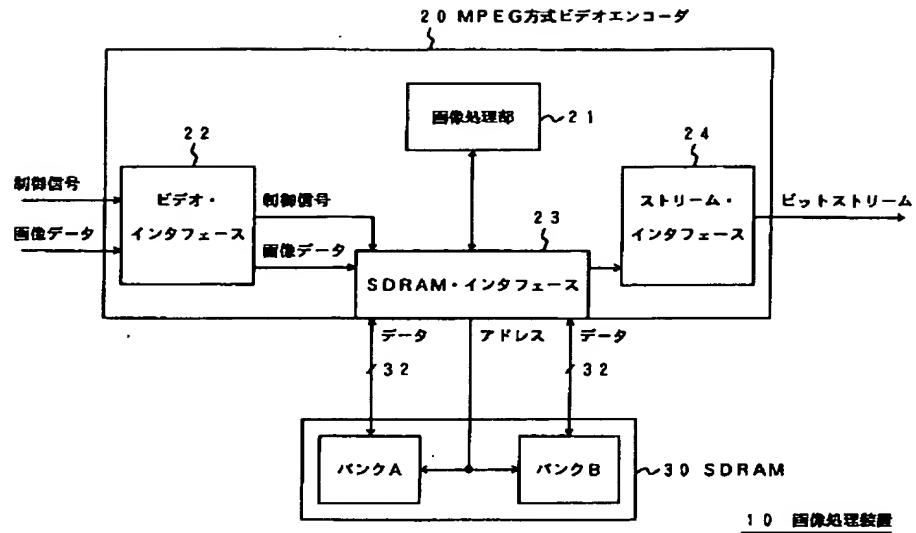 20 MPEG方式ビデオエンコーダ
画像処理部
21
22
24
制御信号
画像データ
ビデオ・
インタフェース
制御信号
画像データ
23
SDRAM・インタフェース
ストリーム・
インタフェース
ビットストリーム
データ
アドレス
データ
32
32
バンクA
バンクB
30 SDRAM
10 画像処理装置